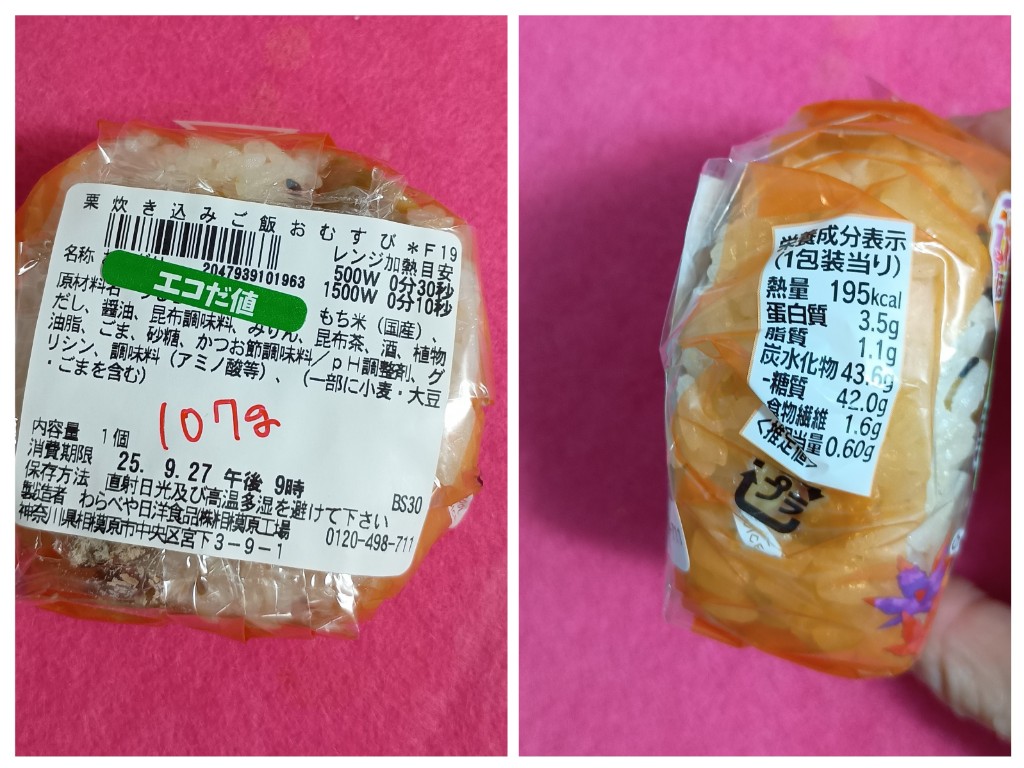 栗炊き込みご飯おむすび*F19
2047939101963
レンジ加熱目安
500W 0分30秒
1500W 0分10秒
名称
エコだ値
原材料名
もち米(国産)、
だし、醤油、昆布調味料、みりん、昆布茶、酒、植物
油脂、ごま、砂糖、かつお節調味料/pH調整剤、グ
リシン、調味料(アミノ酸等)、(一部に小麦・大豆
・ごまを含む)
107g
内容量 1個
消費期限 25. 9.27 午後 9時
保存方法 直射日光及び高温多湿を避けて下さい
製造者 わらべや日洋食品㈱相模原工場
BS30
神奈川県相模原市中央区宮下3-9-1
0120-498-711
栄養成分表示
(1包装当り)
熱量 195kcal
蛋白質 3.5g
脂質 1.1g
炭水化物 43.6g
-糖質 42.0g
食物繊維 1.6g
食塩相当量 0.60g
<推定値>
プラ